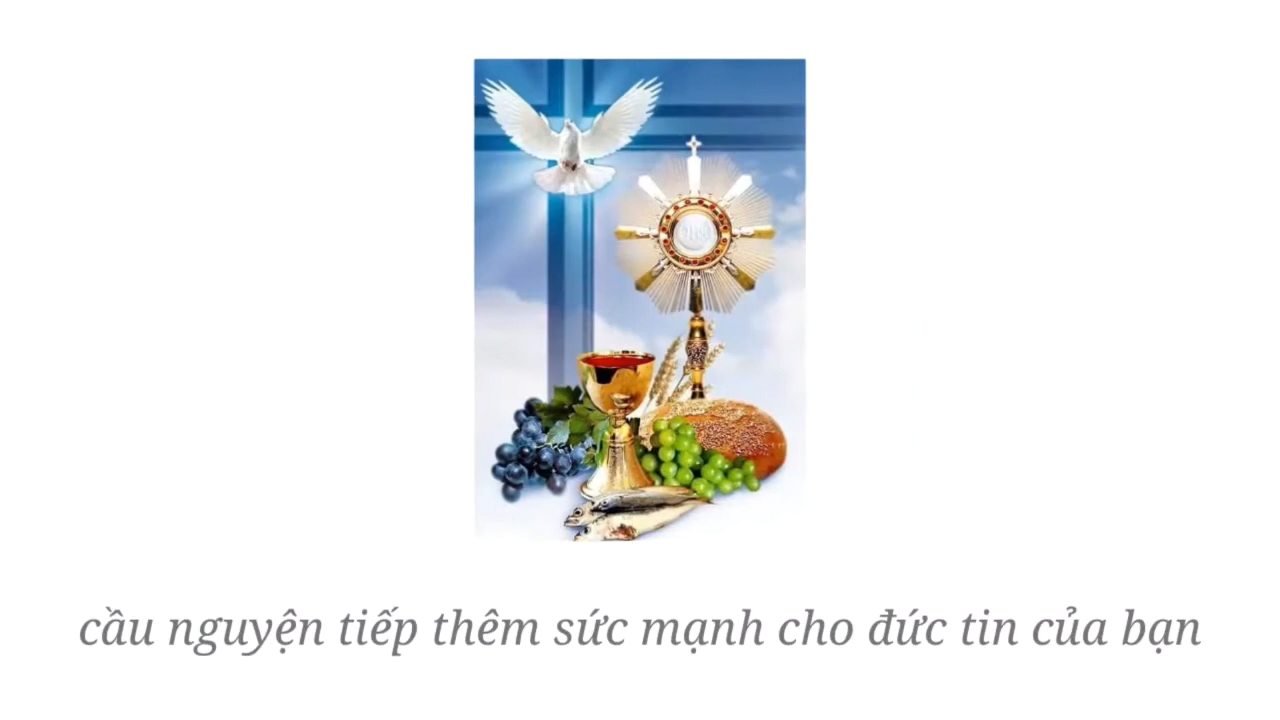 cầu nguyện tiếp thêm sức mạnh cho đức tin của bạn